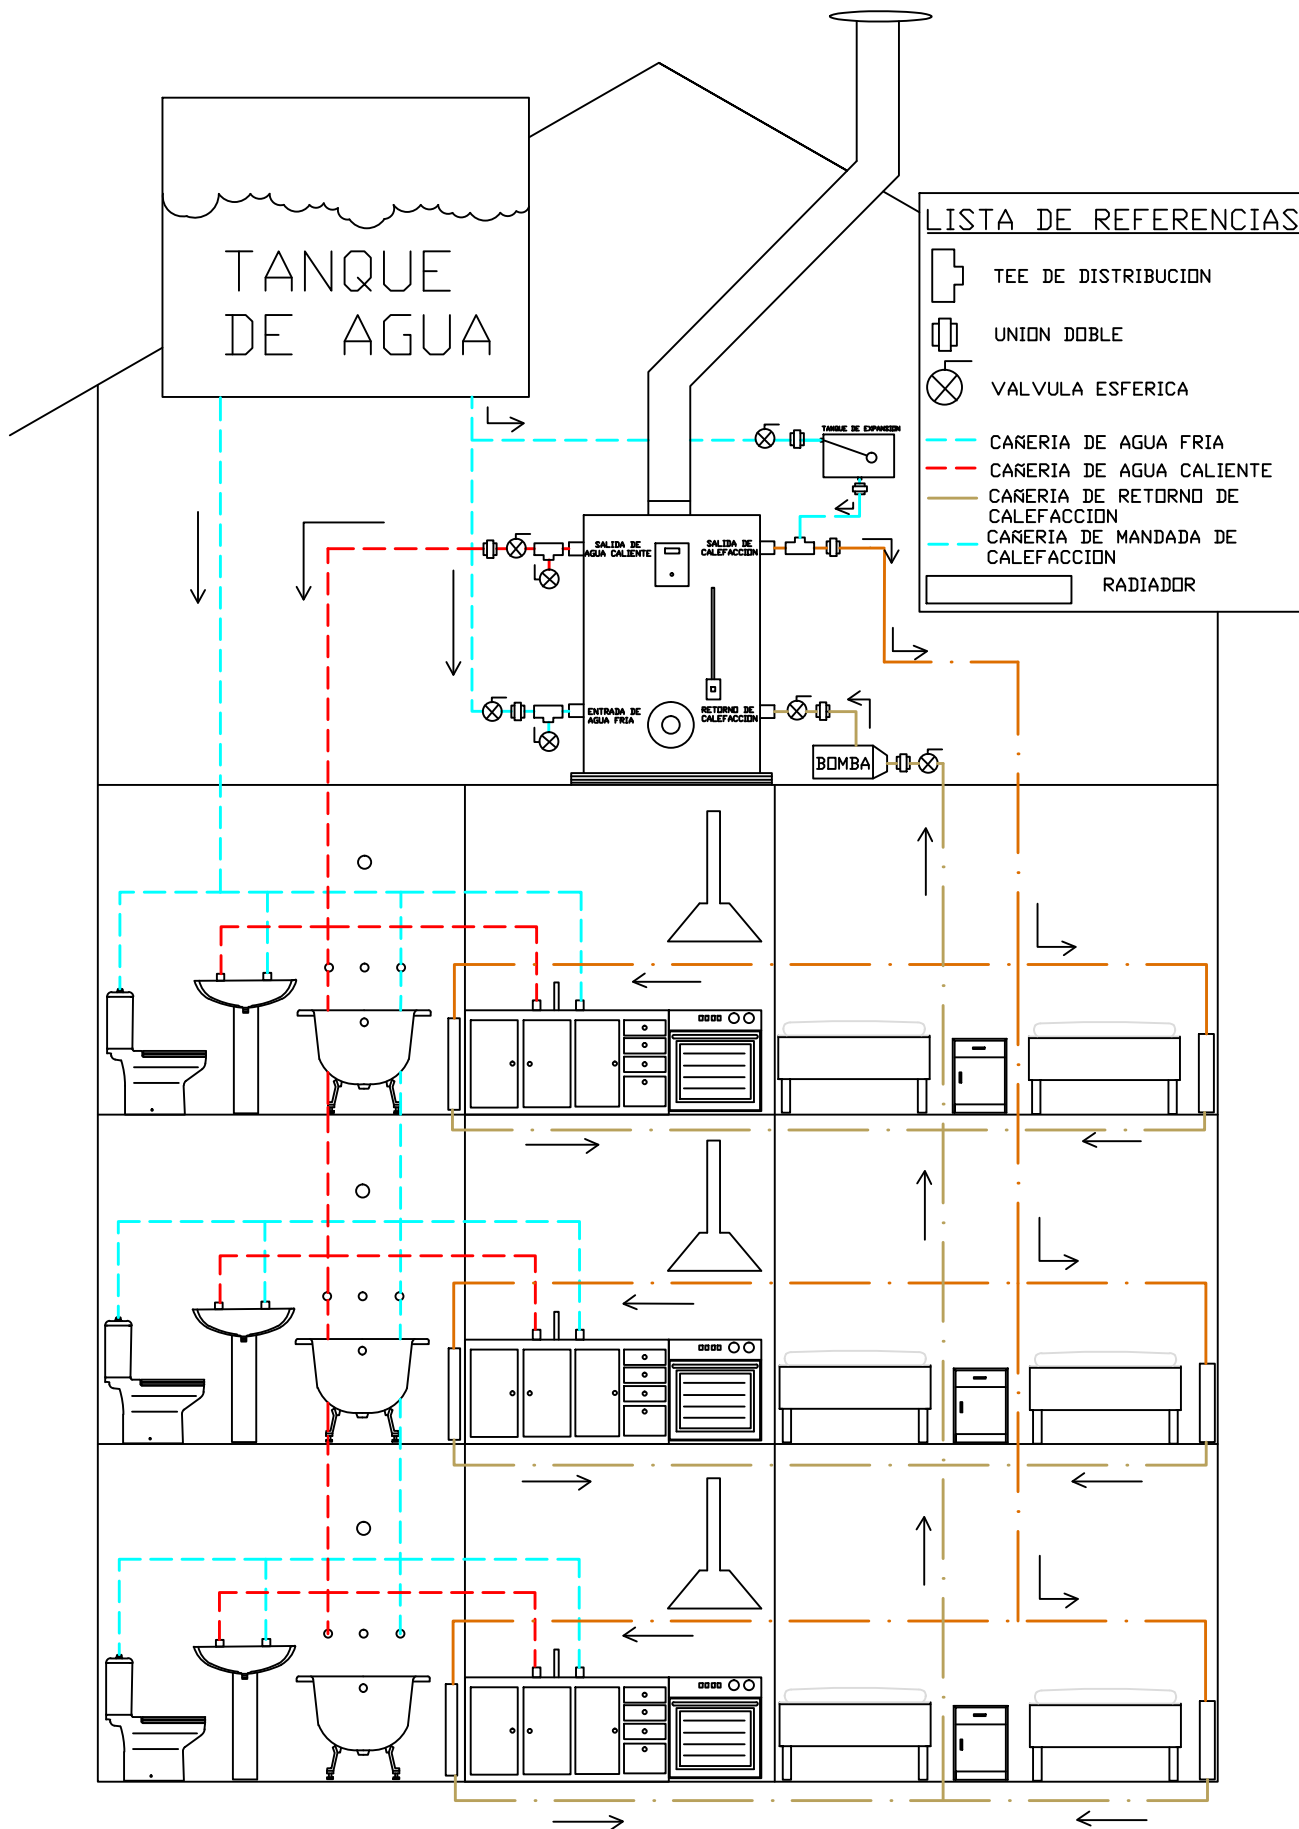 TANQUE
DE AGUA
LISTA DE REFERENCIAS
TEE DE DISTRIBUCION
UNION DOBLE
VALVULA ESFERICA
CAÑERIA DE AGUA FRIA
CAÑERIA DE AGUA CALIENTE
CAÑERIA DE RETORNO DE
CALEFACCION
CAÑERIA DE MANDADA DE
CALEFACCION
RADIADOR
TANQUE DE EXPANSION
SALIDA DE
AGUA CALIENTE
SALIDA DE
CALEFACCION
ENTRADA DE
AGUA FRIA
RETORNO DE
CALEFACCION
BOMBA